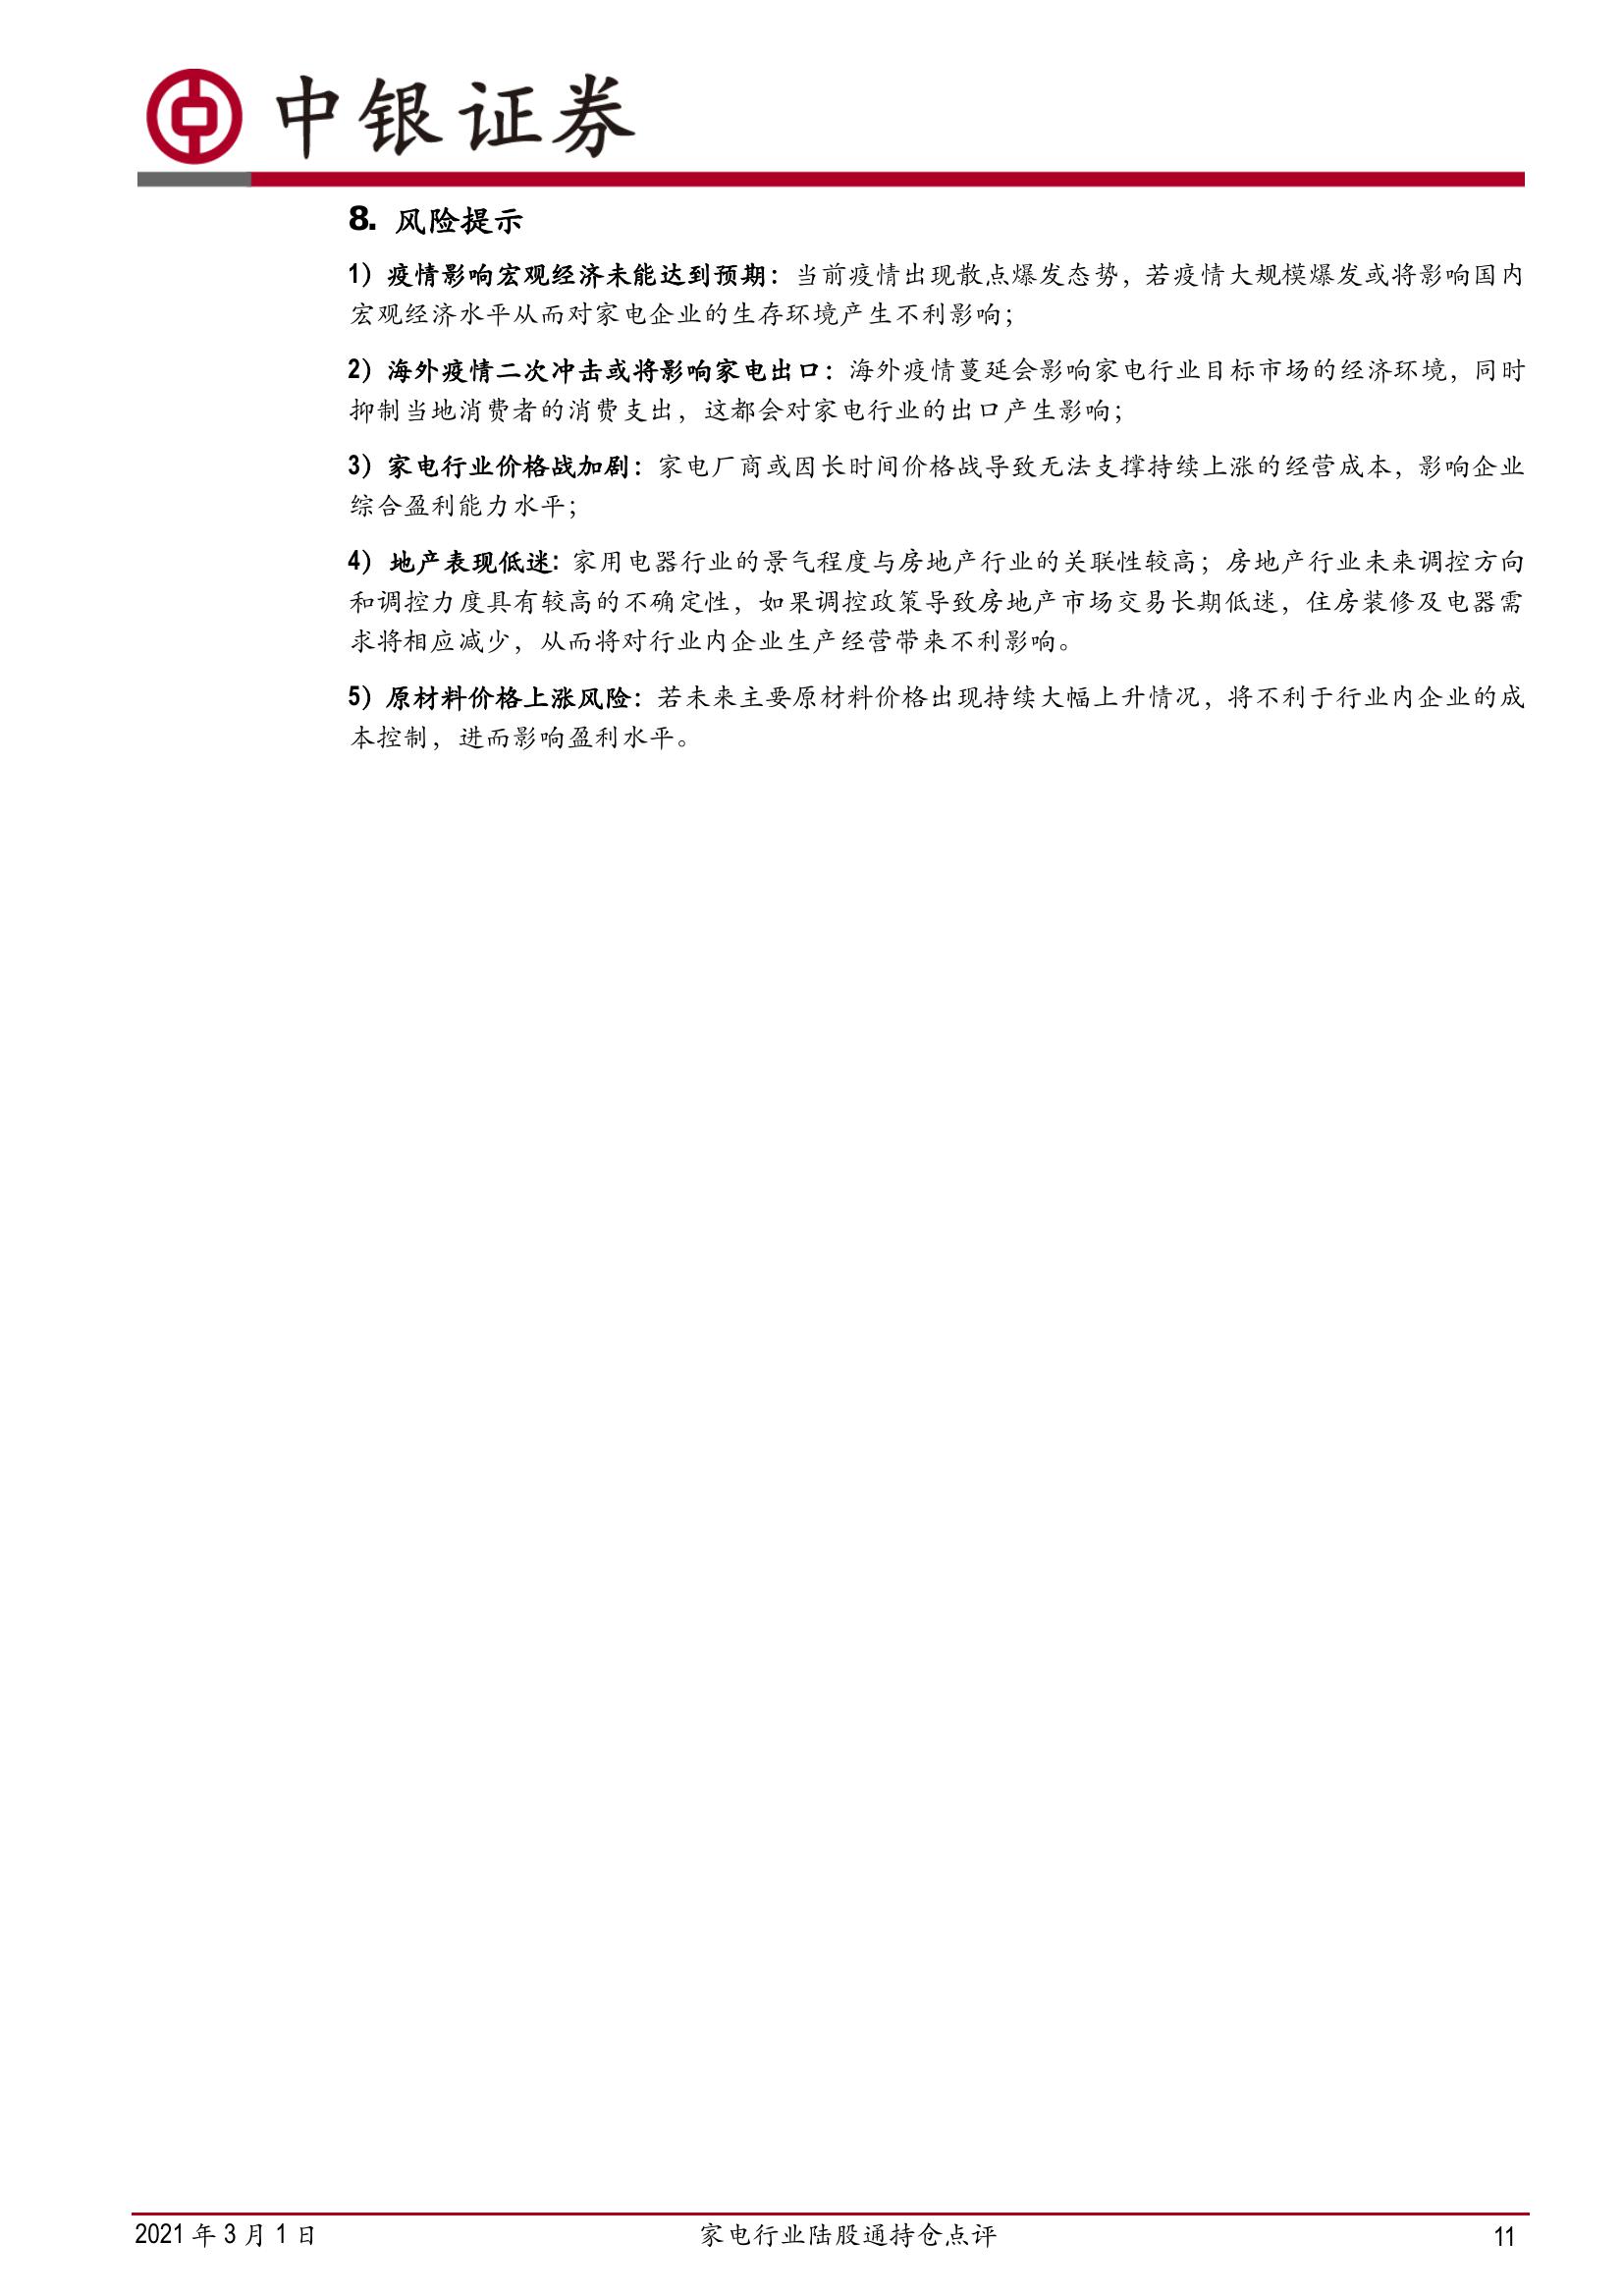 中银证券
8. 风险提示
1）疫情影响宏观经济未能达到预期：当前疫情出现散点爆发态势，若疫情大规模爆发或将影响国内
宏观经济水平从而对家电企业的生存环境产生不利影响；
2）海外疫情二次冲击或将影响家电出口：海外疫情蔓延会影响家电行业目标市场的经济环境，同时
抑制当地消费者的消费支出，这都会对家电行业的出口产生影响；
3）家电行业价格战加剧：家电厂商或因长时间价格战导致无法支撑持续上涨的经营成本，影响企业
综合盈利能力水平；
4）地产表现低迷：家用电器行业的景气程度与房地产行业的关联性较高；房地产行业未来调控方向
和调控力度具有较高的不确定性，如果调控政策导致房地产市场交易长期低迷，住房装修及电器需
求将相应减少，从而将对行业内企业生产经营带来不利影响。
5）原材料价格上涨风险：若未来主要原材料价格出现持续大幅上升情况，将不利于行业内企业的成
本控制，进而影响盈利水平。
2021 年 3 月 1 日 家电行业陆股通持仓点评 11